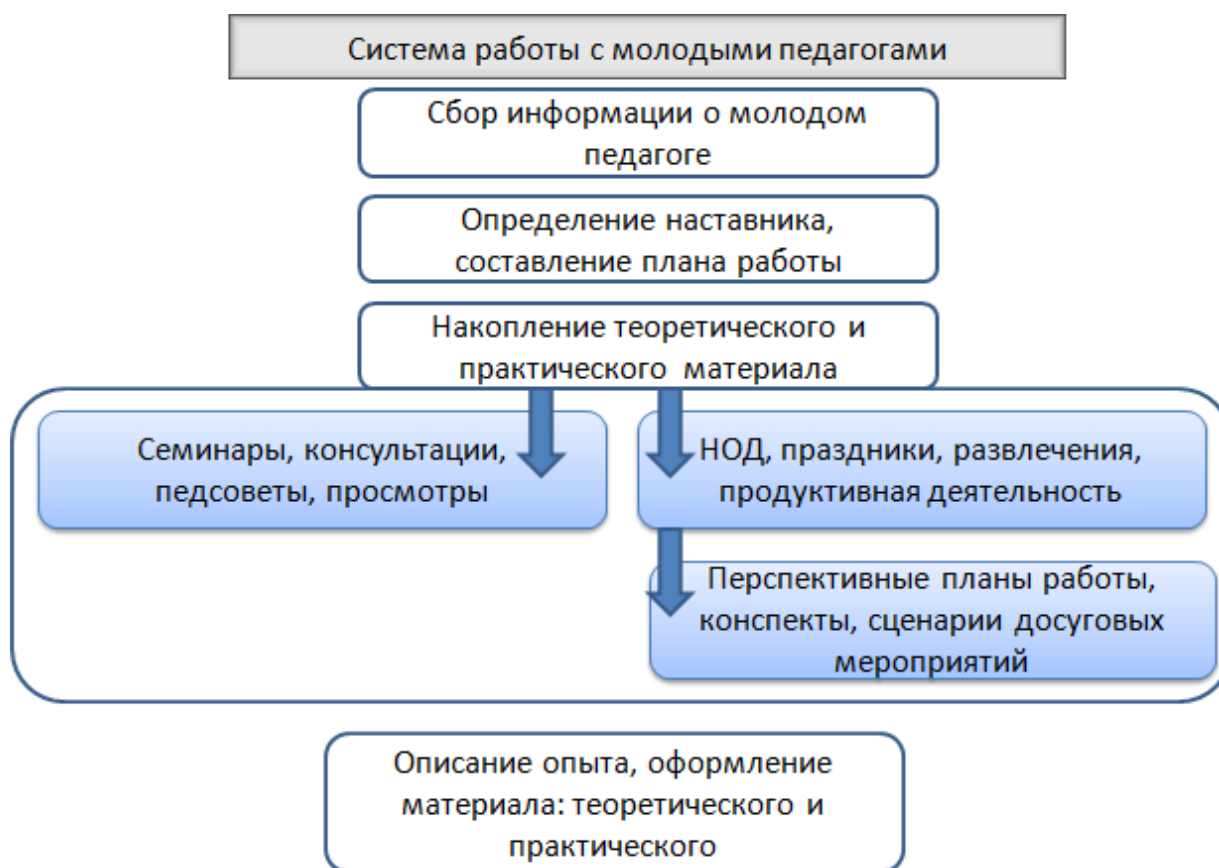 Система работы с молодыми педагогами
Сбор информации о молодом
педагоге
Определение наставника,
составление плана работы
Накопление теоретического и
практического материала
Семинары, консультации,
педсоветы, просмотры
НОД, праздники, развлечения,
продуктивная деятельность
Перспективные планы работы,
конспекты, сценарии досуговых
мероприятий
Описание опыта, оформление
материала: теоретического и
практического